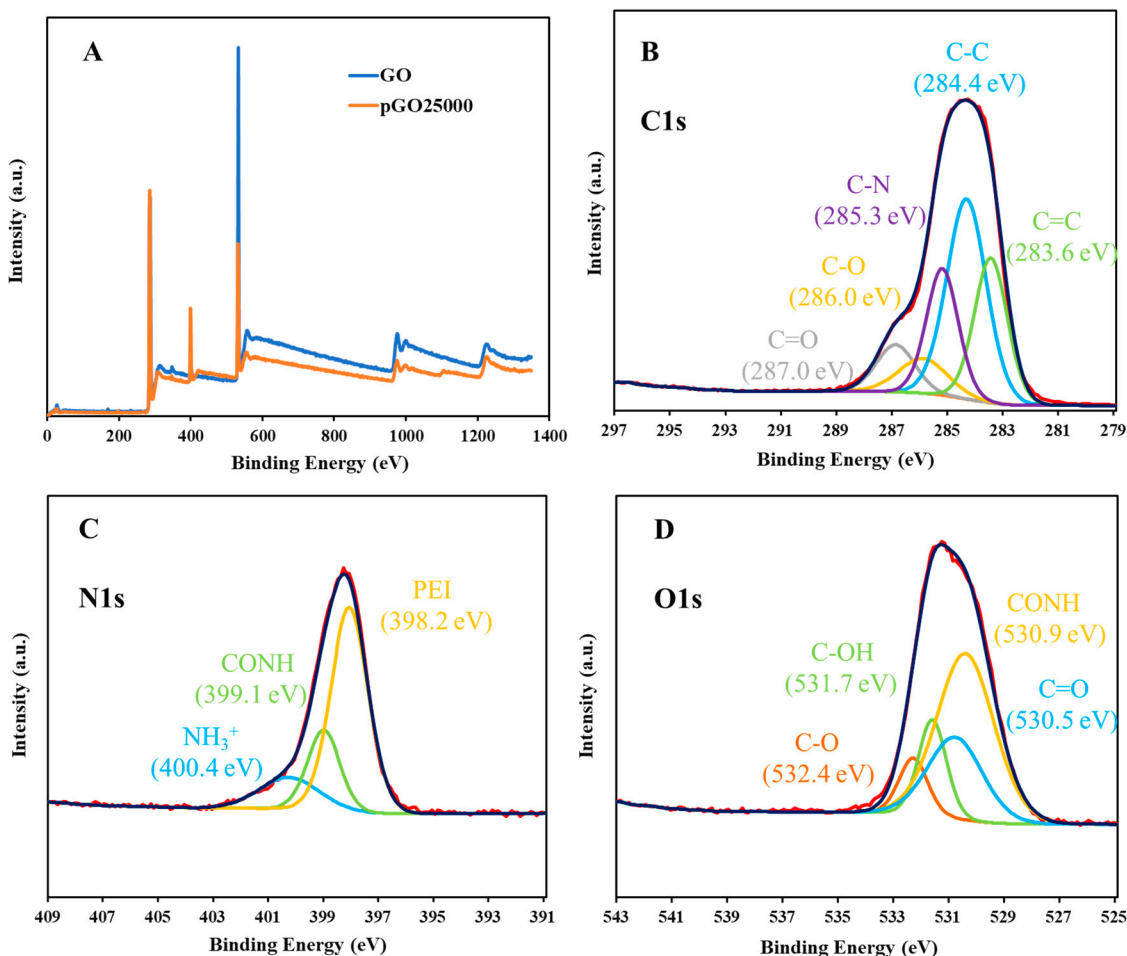 A
GO
pGO25000
Intensity (a.u.)
0 200 400 600 800 1000 1200 1400
Binding Energy (eV)
B
C1s
C-C
(284.4 eV)
C-N
(285.3 eV)
C=C
(283.6 eV)
C-O
(286.0 eV)
C=O
(287.0 eV)
Intensity (a.u.)
297 295 293 291 289 287 285 283 281 279
Binding Energy (eV)
C
N1s
PEI
(398.2 eV)
CONH
(399.1 eV)
NH₃⁺
(400.4 eV)
Intensity (a.u.)
409 407 405 403 401 399 397 395 393 391
Binding Energy (eV)
D
O1s
CONH
(530.9 eV)
C-OH
(531.7 eV)
C=O
(530.5 eV)
C-O
(532.4 eV)
Intensity (a.u.)
543 541 539 537 535 533 531 529 527 525
Binding Energy (eV)